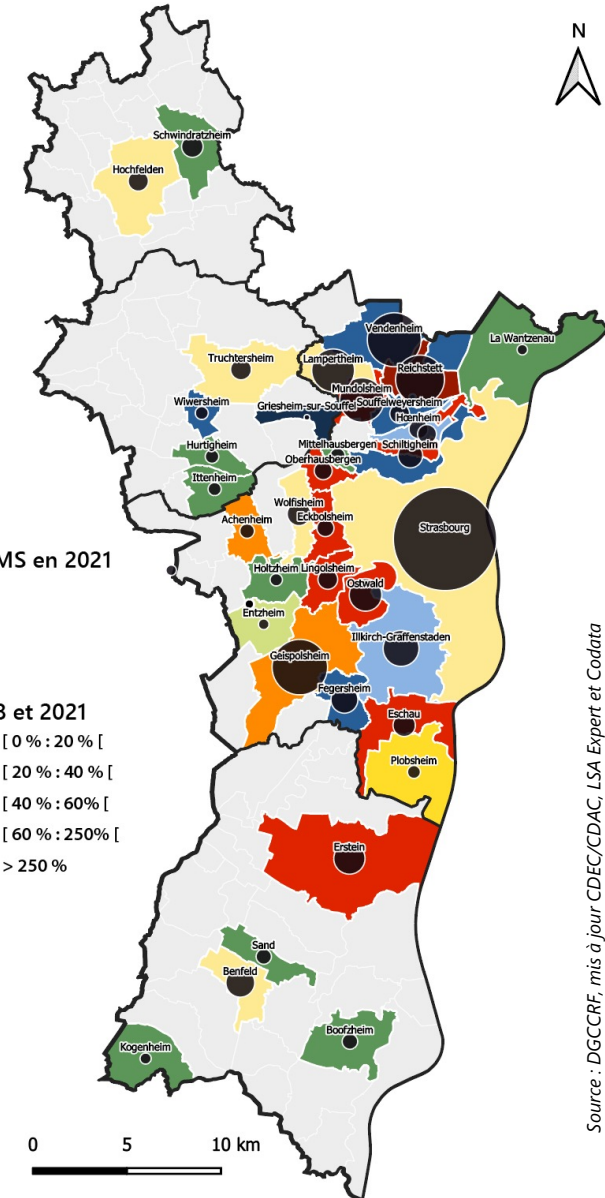 N
Schwindratzheim
Hochfelden
Vendenheim
La Wantzenau
Truchtersheim
Lampertheim
Reichstett
Mundolsheim
Wiwersheim
Griesheim-sur-Souffel
Souffelweyersheim
Hœnheim
Hurtigheim
Mittelhausbergen
Schiltigheim
Oberhausbergen
Ittenheim
Wolfisheim
Achenheim
Eckbolsheim
Strasbourg
MS en 2021
Holtzheim
Lingolsheim
Ostwald
Entzheim
Illkirch-Graffenstaden
Geispolsheim
Fegersheim
Eschau
3 et 2021
[ 0 % : 20 % [
[ 20 % : 40 % [
[ 40 % : 60% [
[ 60 % : 250% [
> 250 %
Plobsheim
Erstein
Sand
Benfeld
Boofzheim
Kogenheim
0 5 10 km
Source : DGCCRF, mis à jour CDEC/CDAC, LSA Expert et Codata